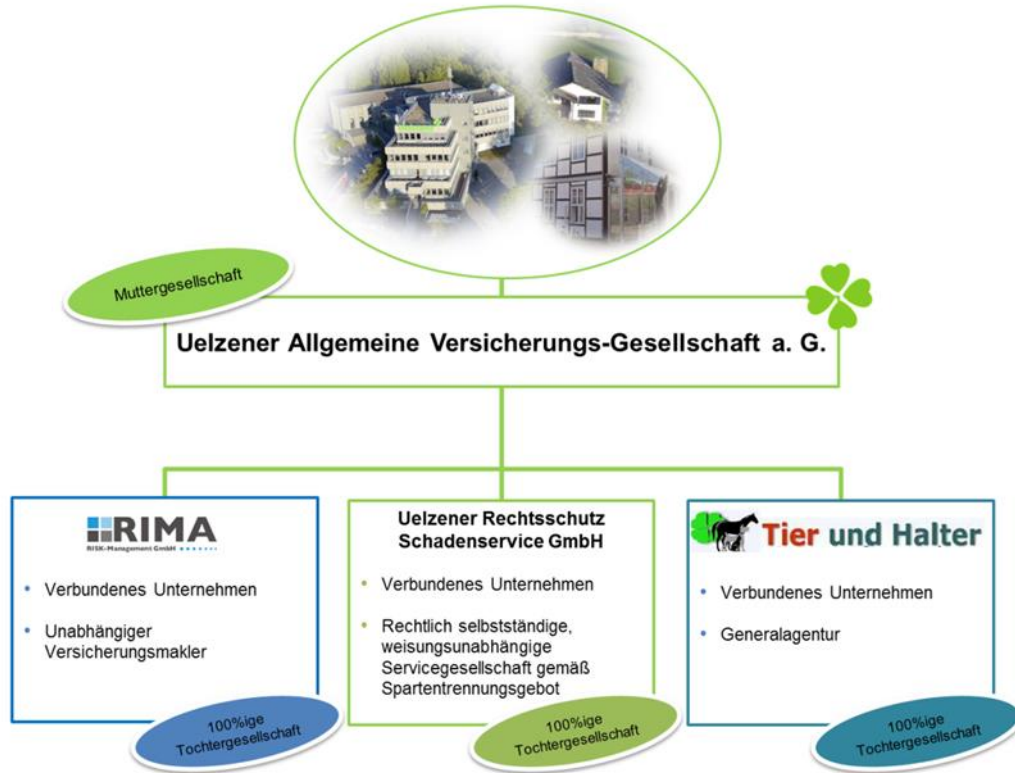 Muttergesellschaft
Uelzener Allgemeine Versicherungs-Gesellschaft a. G.
RIMA
RISK-Management GmbH
• Verbundenes Unternehmen
• Unabhängiger
Versicherungsmakler
100%ige
Tochtergesellschaft
Uelzener Rechtsschutz
Schadenservice GmbH
• Verbundenes Unternehmen
• Rechtlich selbstständige,
weisungsunabhängige
Servicegesellschaft gemäß
Spartentrennungsgebot
100%ige
Tochtergesellschaft
Tier und Halter
• Verbundenes Unternehmen
• Generalagentur
100%ige
Tochtergesellschaft